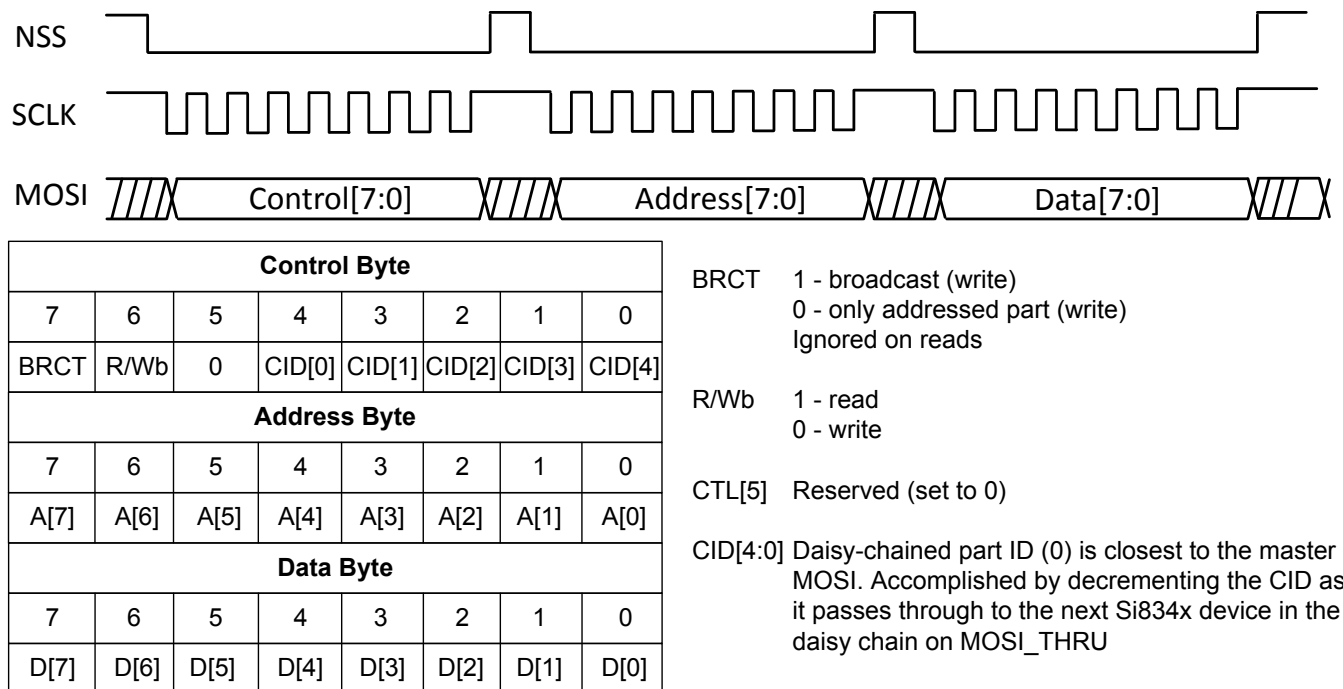 NSS
SCLK
MOSI Control[7:0] Address[7:0] Data[7:0]
Control Byte
7 6 5 4 3 2 1 0
BRCT R/Wb 0 CID[0] CID[1] CID[2] CID[3] CID[4]
Address Byte
7 6 5 4 3 2 1 0
A[7] A[6] A[5] A[4] A[3] A[2] A[1] A[0]
Data Byte
7 6 5 4 3 2 1 0
D[7] D[6] D[5] D[4] D[3] D[2] D[1] D[0]
BRCT 1 - broadcast (write)
0 - only addressed part (write)
Ignored on reads
R/Wb 1 - read
0 - write
CTL[5] Reserved (set to 0)
CID[4:0] Daisy-chained part ID (0) is closest to the master
MOSI. Accomplished by decrementing the CID as
it passes through to the next Si834x device in the
daisy chain on MOSI_THRU